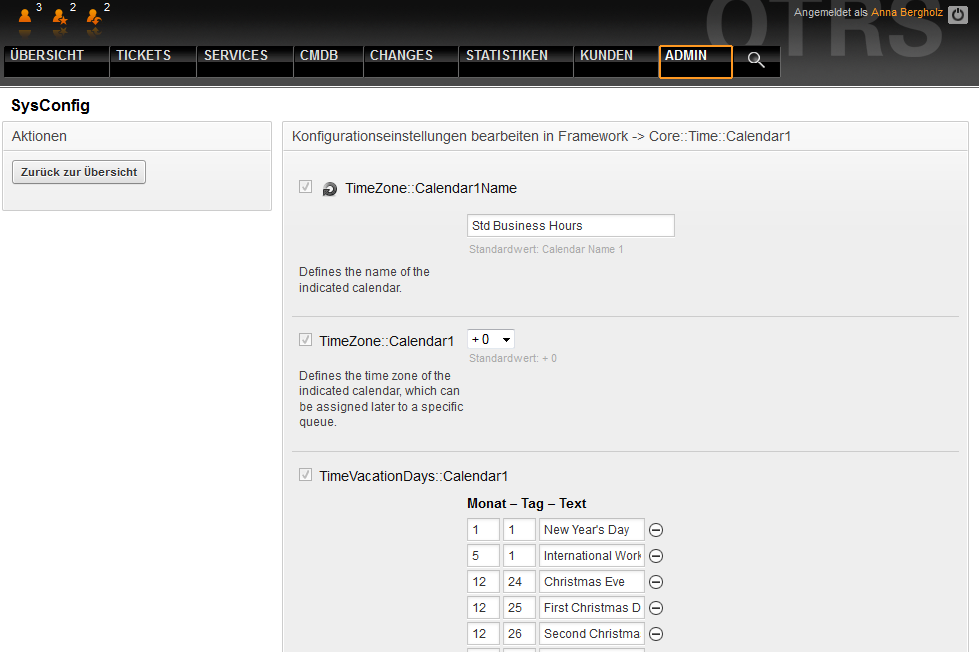 3 2 2
Angemeldet als Anna Bergholz
OTRS
ÜBERSICHT TICKETS SERVICES CMDB CHANGES STATISTIKEN KUNDEN ADMIN
SysConfig
Aktionen
Zurück zur Übersicht
Konfigurationseinstellungen bearbeiten in Framework -> Core::Time::Calendar1
TimeZone::Calendar1Name
Std Business Hours
Standardwert: Calendar Name 1
Defines the name of the
indicated calendar.
TimeZone::Calendar1 + 0
Standardwert: + 0
Defines the time zone of the
indicated calendar, which can
be assigned later to a specific
queue.
TimeVacationDays::Calendar1
Monat – Tag – Text
1 1 New Year's Day
5 1 International Work
12 24 Christmas Eve
12 25 First Christmas D
12 26 Second Christma